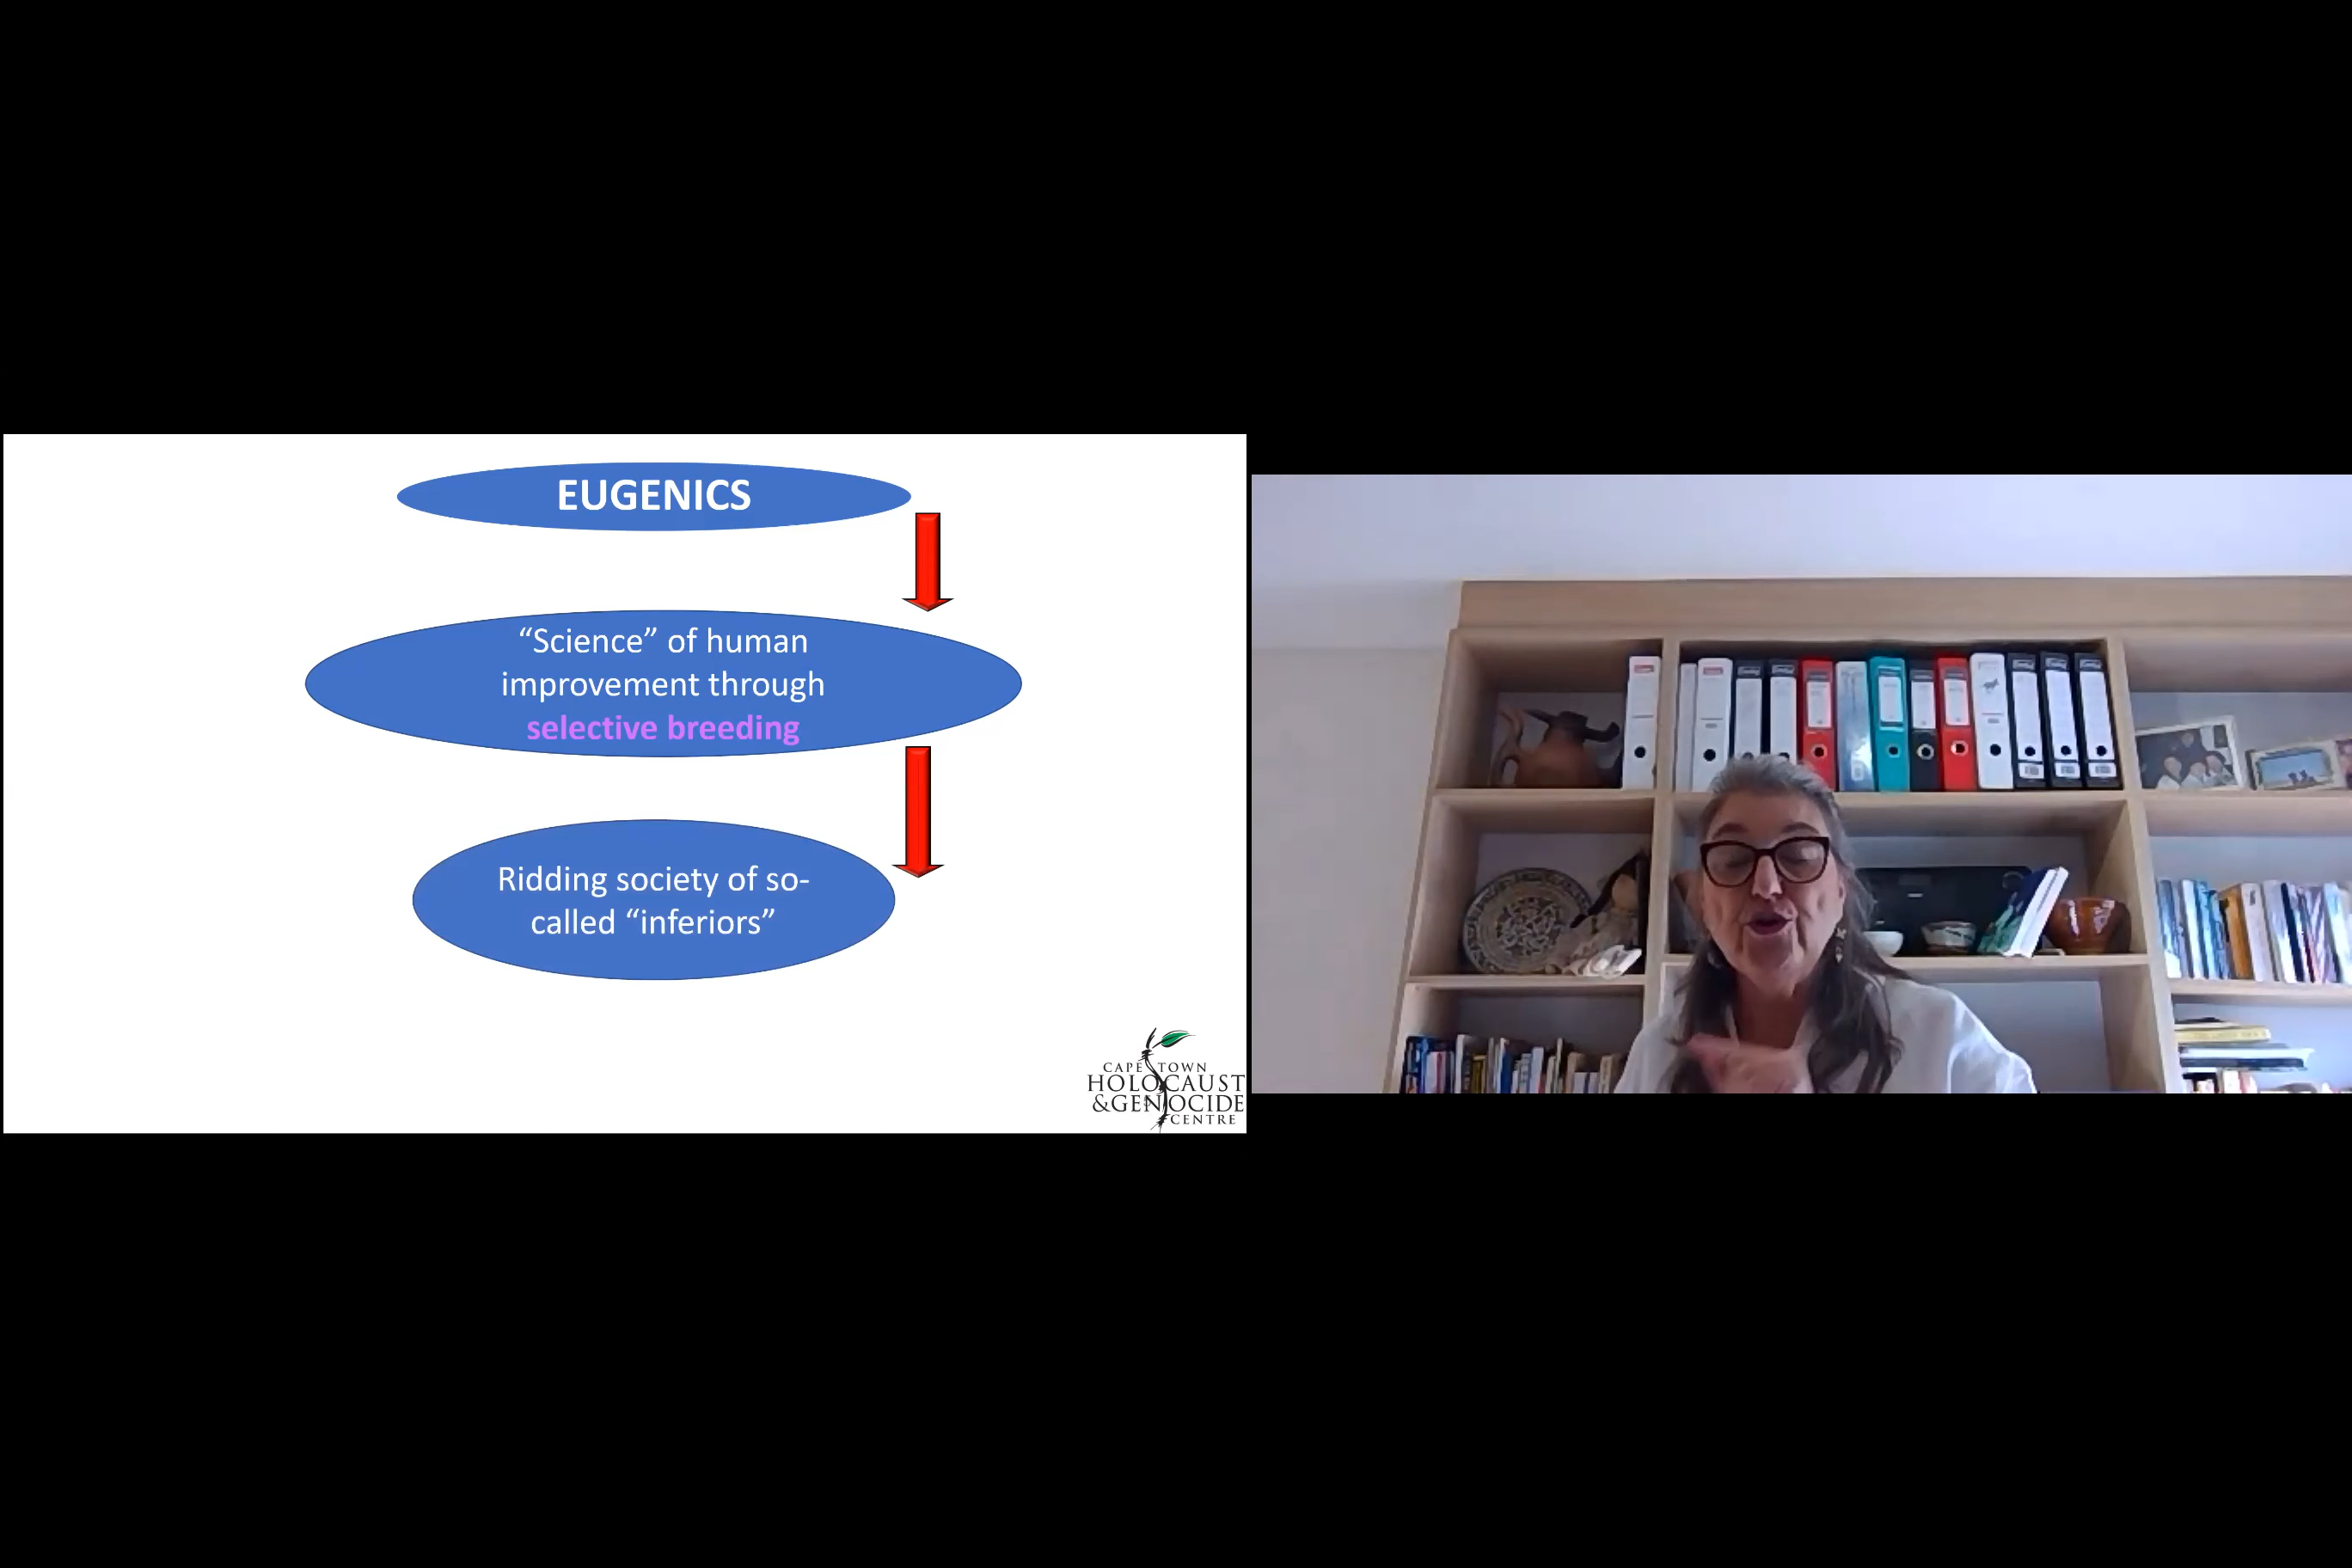 EUGENICS
“Science” of human
improvement through
selective breeding
Ridding society of so-
called “inferiors”
CAPE TOWN
HOLOCAUST
& GENOCIDE
CENTRE